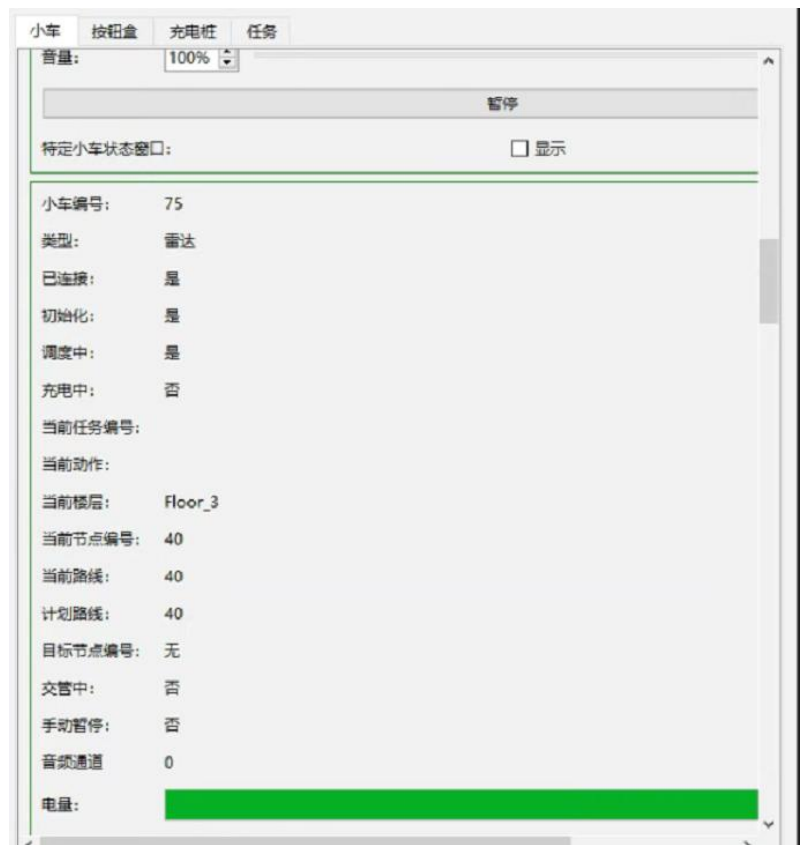 小车 按钮盒 充电桩 任务
音量: 100%
暂停
特定小车状态窗口: 显示
小车编号: 75
类型: 雷达
已连接: 是
初始化: 是
调度中: 是
充电中: 否
当前任务编号:
当前动作:
当前楼层: Floor_3
当前节点编号: 40
当前路线: 40
计划路线: 40
目标节点编号: 无
交管中: 否
手动暂停: 否
音频通道 0
电量: